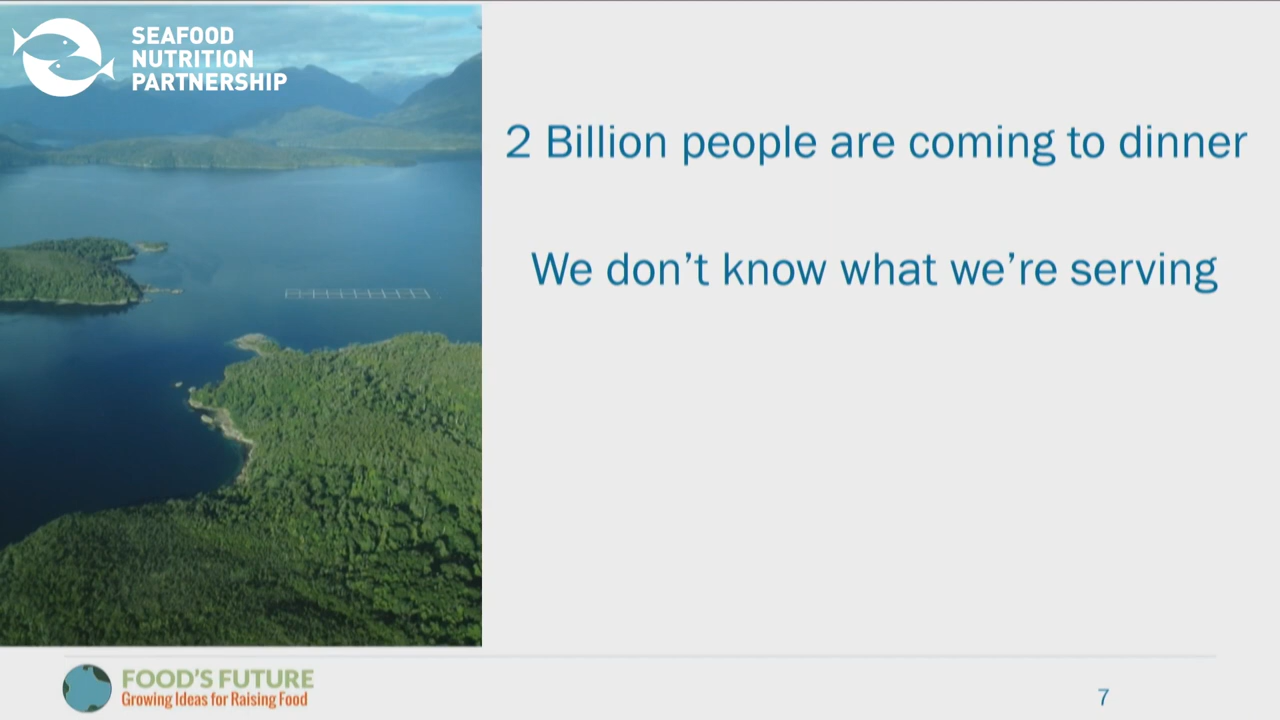 SEAFOOD
NUTRITION
PARTNERSHIP
2 Billion people are coming to dinner
We don’t know what we’re serving
FOOD'S FUTURE
Growing Ideas for Raising Food
7